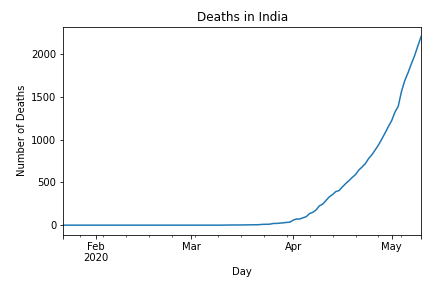 Deaths in India
Number of Deaths
2000
1500
1000
500
0
Feb
2020
Mar
Apr
May
Day